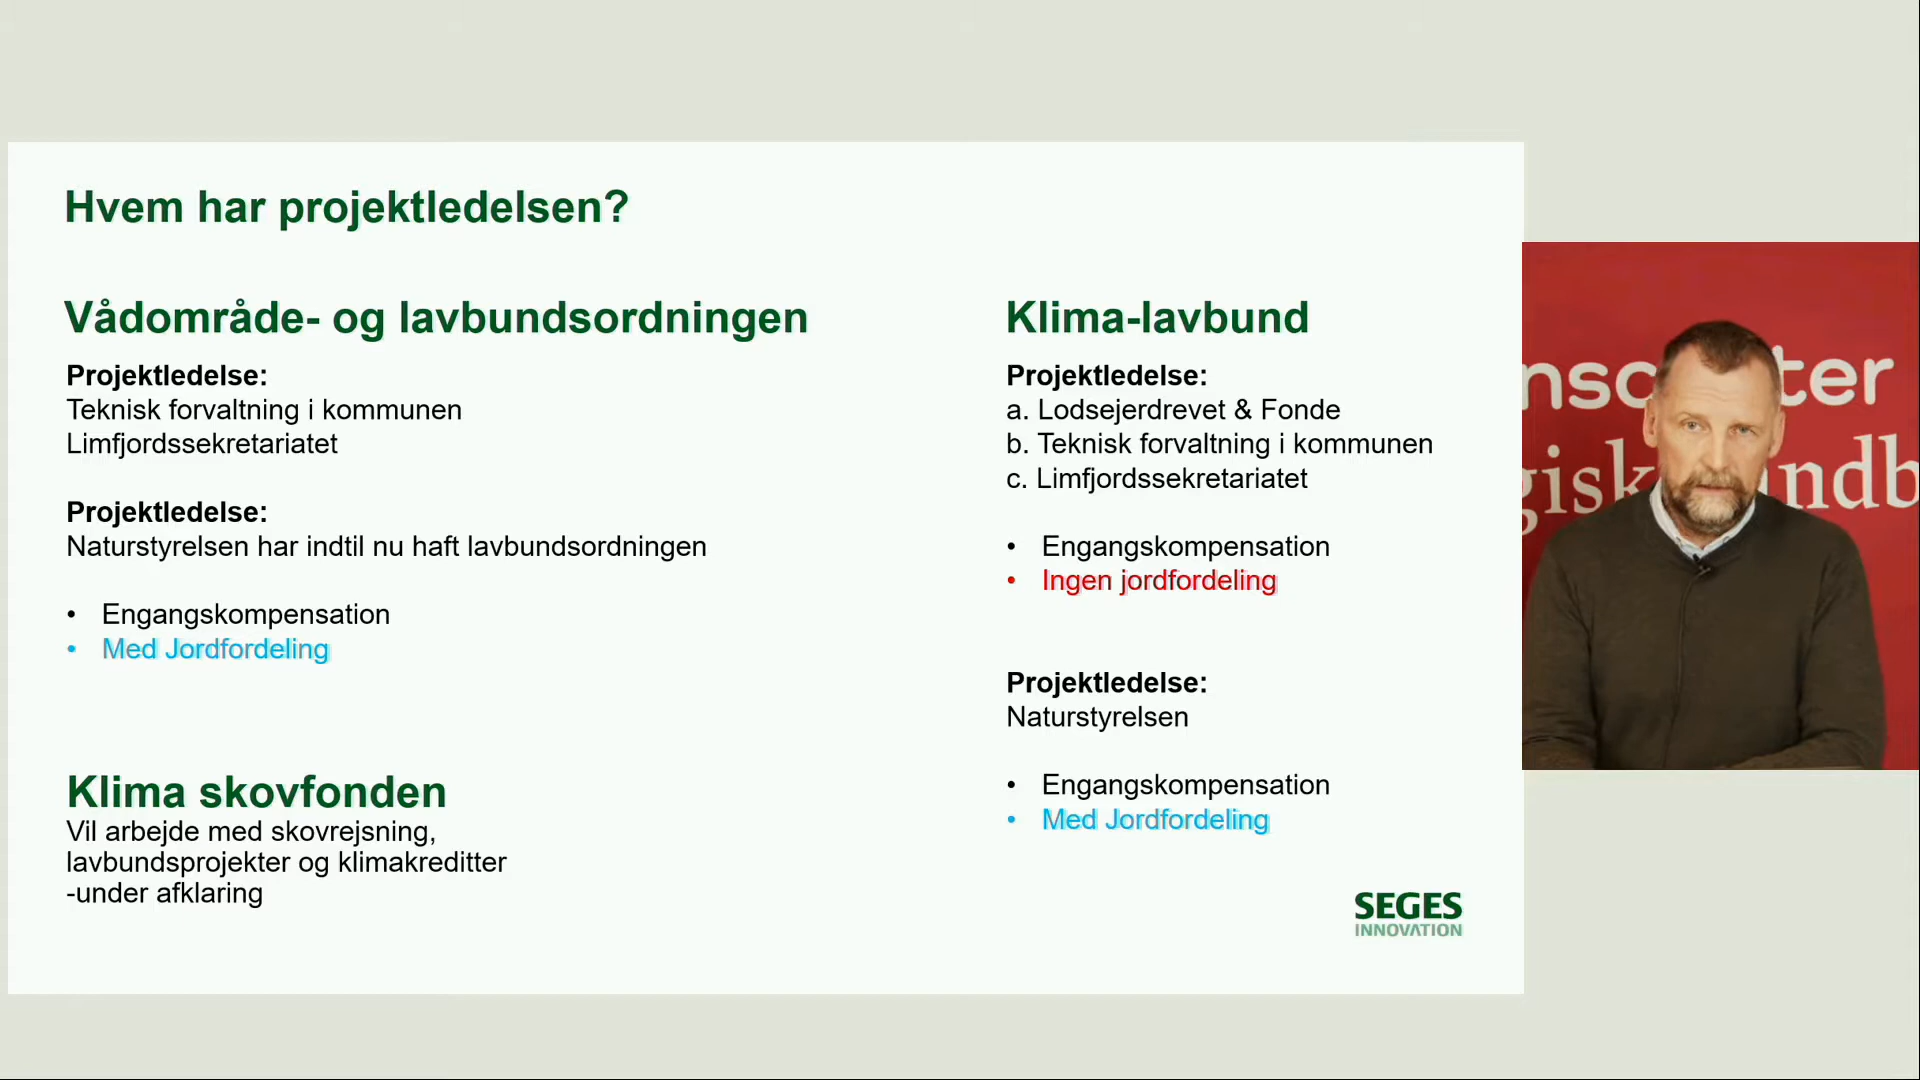 Hvem har projektledelsen?
Vådområde- og lavbundsordningen
Projektledelse:
Teknisk forvaltning i kommunen
Limfjordssekretariatet
Projektledelse:
Naturstyrelsen har indtil nu haft lavbundsordningen
• Engangskompensation
• Med Jordfordeling
Klima skovfonden
Vil arbejde med skovrejsning,
lavbundsprojekter og klimakreditter
-under afklaring
Klima-lavbund
Projektledelse:
a. Lodsejerdrevet & Fonde
b. Teknisk forvaltning i kommunen
c. Limfjordssekretariatet
• Engangskompensation
• Ingen jordfordeling
Projektledelse:
Naturstyrelsen
• Engangskompensation
• Med Jordfordeling
SEGES
INNOVATION